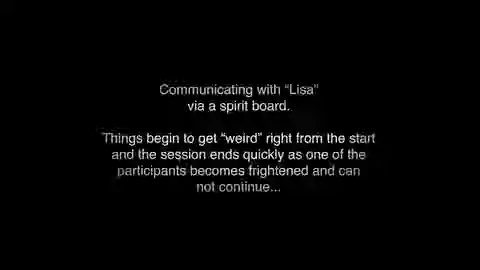 Communicating with “Lisa"
via a spirit board.
Things begin to get “weird” right from the start
and the session ends quickly as one of the
participants becomes frightened and can
not continue...